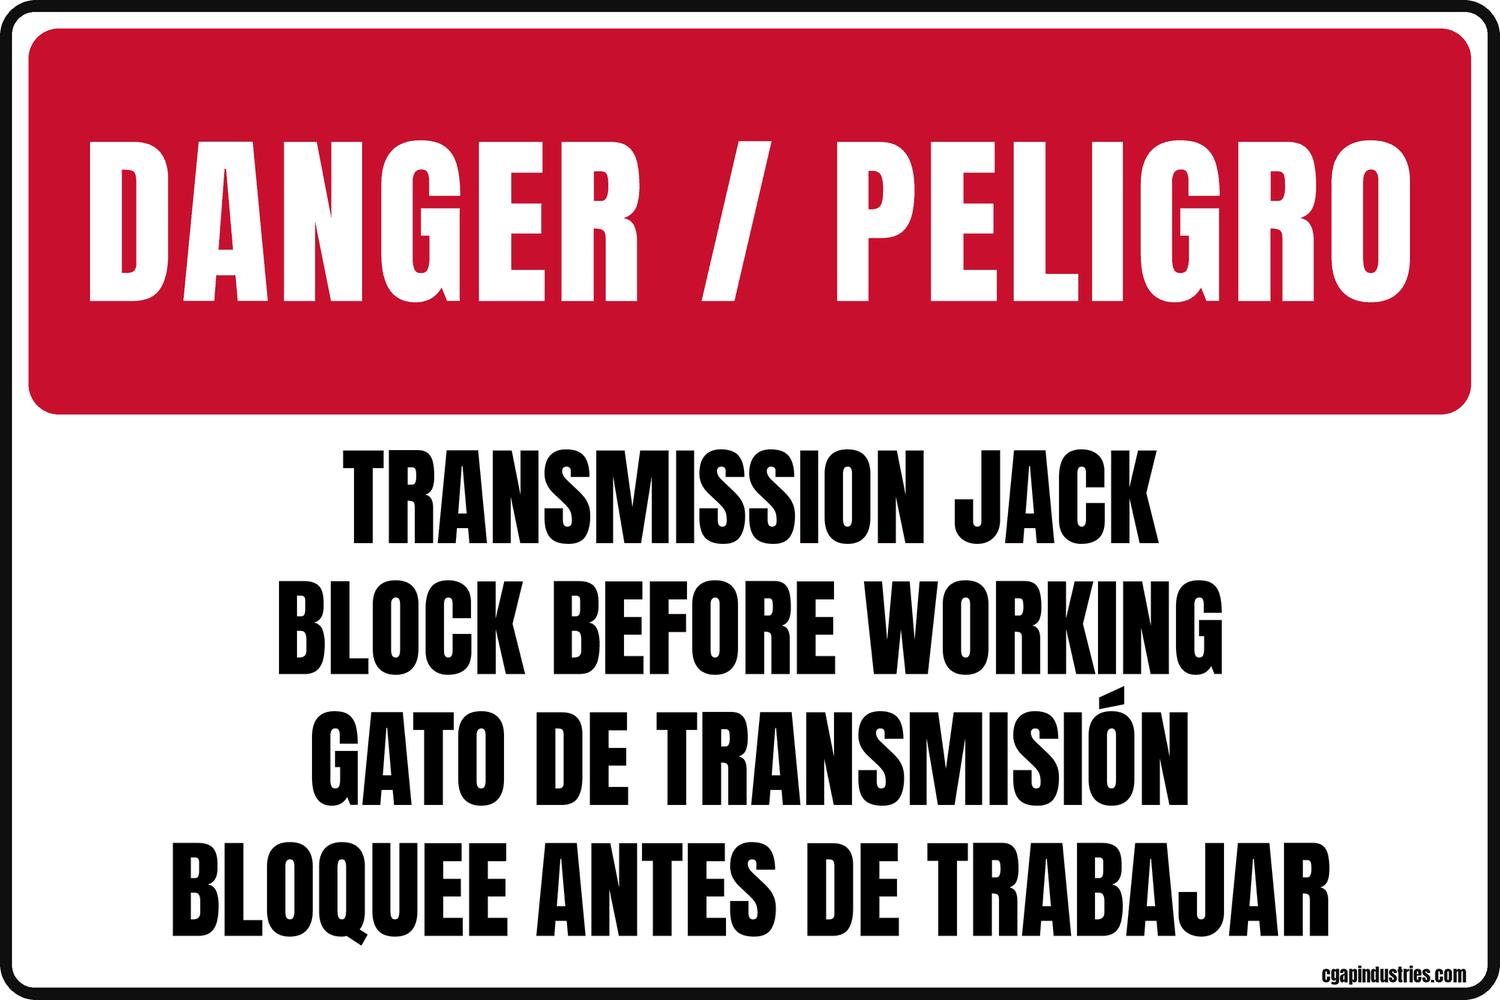 DANGER / PELIGRO
TRANSMISSION JACK
BLOCK BEFORE WORKING
GATO DE TRANSMISIÓN
BLOQUEE ANTES DE TRABAJAR
cgapindustries.com